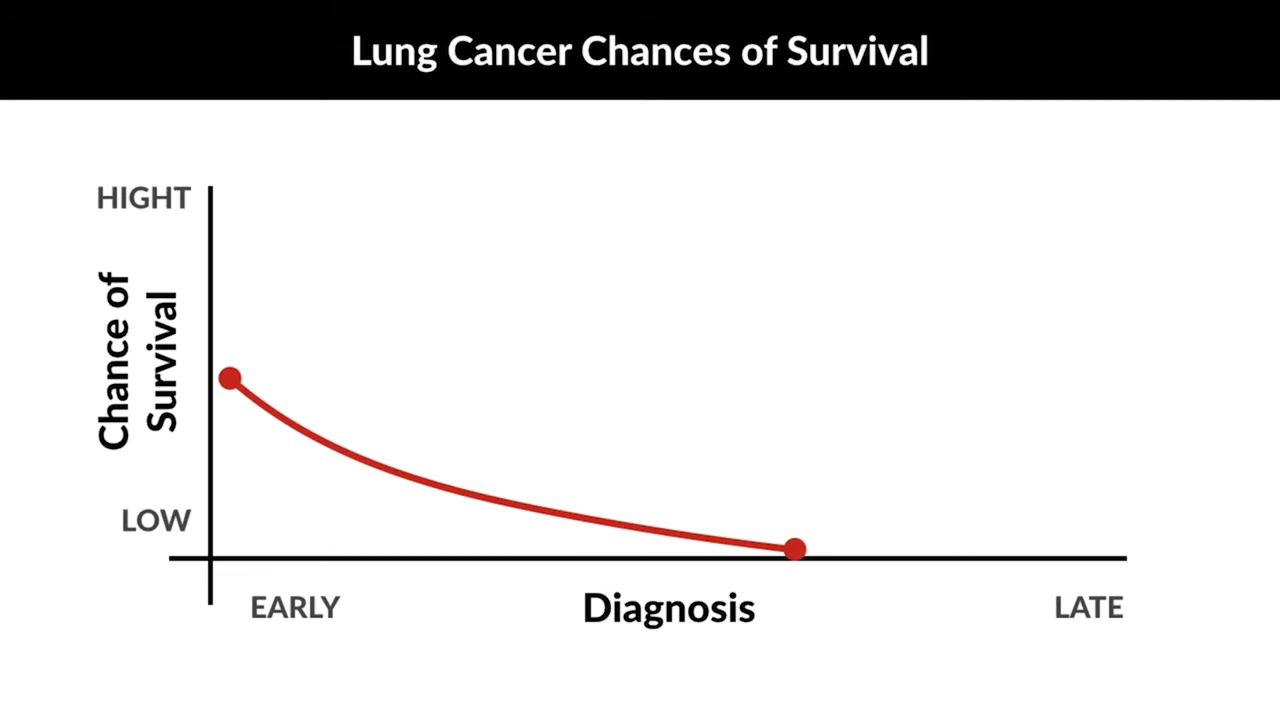 Lung Cancer Chances of Survival
HIGHT
Chance of
Survival
LOW
EARLY
Diagnosis
LATE